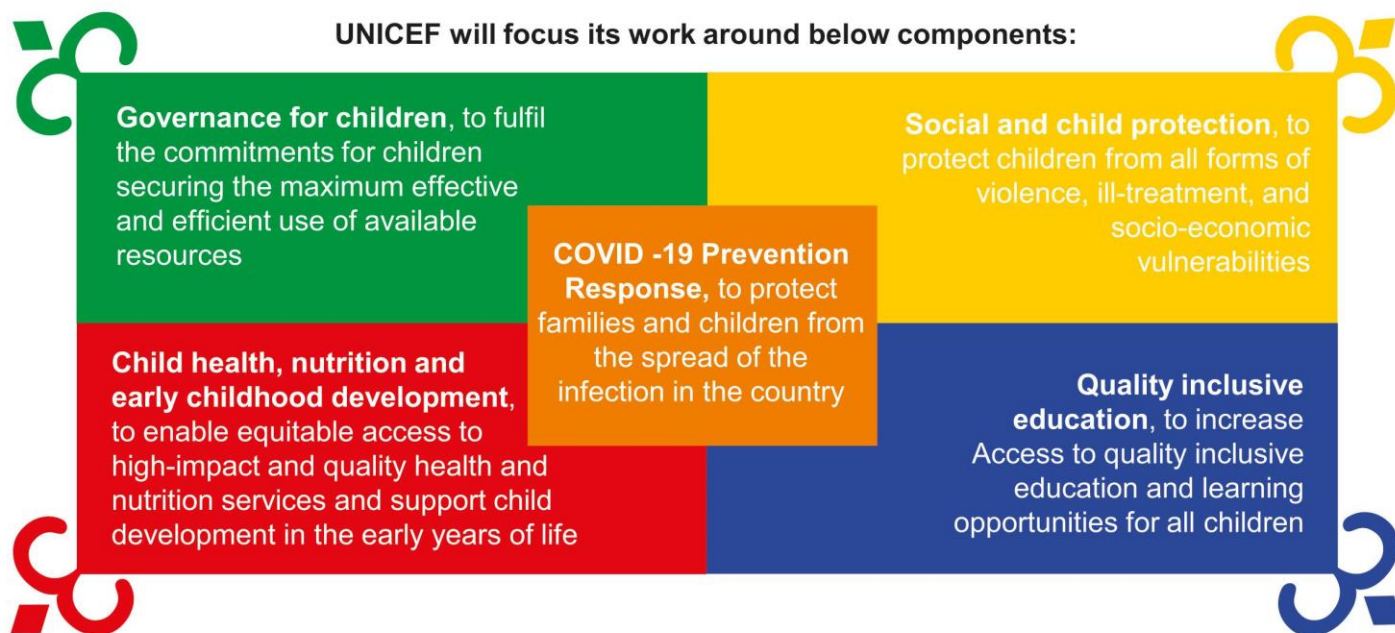 UNICEF will focus its work around below components:
Governance for children, to fulfil
the commitments for children
securing the maximum effective
and efficient use of available
resources
Social and child protection, to
protect children from all forms of
violence, ill-treatment, and
socio-economic
vulnerabilities
COVID -19 Prevention
Response, to protect
families and children from
the spread of the
infection in the country
Child health, nutrition and
early childhood development,
to enable equitable access to
high-impact and quality health and
nutrition services and support child
development in the early years of life
Quality inclusive
education, to increase
Access to quality inclusive
education and learning
opportunities for all children